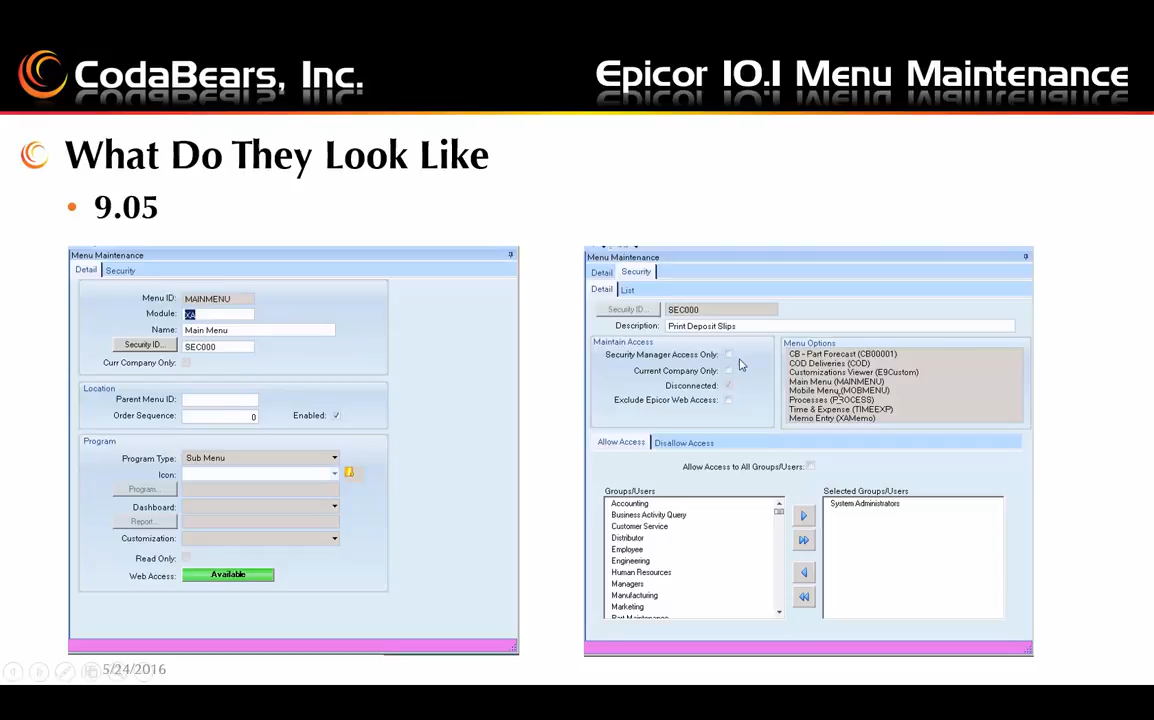 CodaBears, Inc.
Epicor 10.1 Menu Maintenance
What Do They Look Like
• 9.05
Menu Maintenance
Detail Security
Menu ID: MAINMENU
Module: XA
Name: Main Menu
Security ID... SEC000
Curr Company Only:
Location
Parent Menu ID:
Order Sequence: 0 Enabled:
Program
Program Type: Sub Menu
Icon:
Program...
Dashboard:
Report...
Customization:
Read Only:
Web Access: Available
Menu Maintenance
Detail Security
Detail List
Security ID... SEC000
Description: Print Deposit Slips
Maintain Access
Security Manager Access Only:
Current Company Only:
Disconnected:
Exclude Epicor Web Access:
Menu Options
CB - Part Forecast (CB00001)
COD Deliveries (COD)
Customizations Viewer (E9Custom)
Main Menu (MAINMENU)
Mobile Menu (MOBMENU)
Processes (PROCESS)
Time & Expense (TIMEEXP)
Memo Entry (XAMemo)
Allow Access Disallow Access
Allow Access to All Groups/Users:
Groups/Users
Accounting
Business Activity Query
Customer Service
Distributor
Employee
Engineering
Human Resources
Managers
Manufacturing
Marketing
Part Maintenance
Selected Groups/Users
System Administrators
5/24/2016